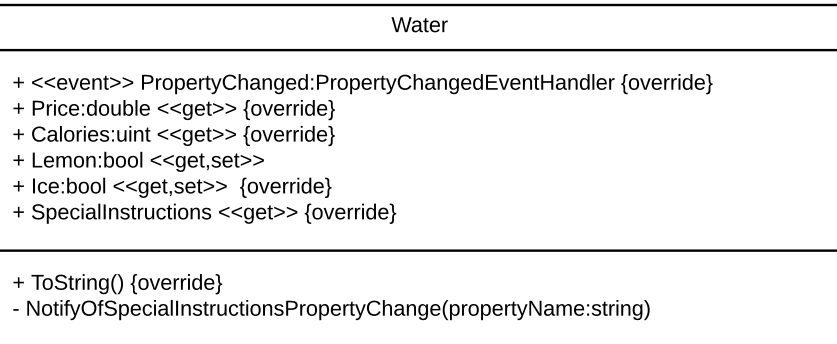 Water
+ <<event>> PropertyChanged:PropertyChangedEventHandler {override}
+ Price:double <<get>> {override}
+ Calories:uint <<get>> {override}
+ Lemon:bool <<get,set>>
+ Ice:bool <<get,set>>  {override}
+ SpecialInstructions <<get>> {override}
+ ToString() {override}
- NotifyOfSpecialInstructionsPropertyChange(propertyName:string)